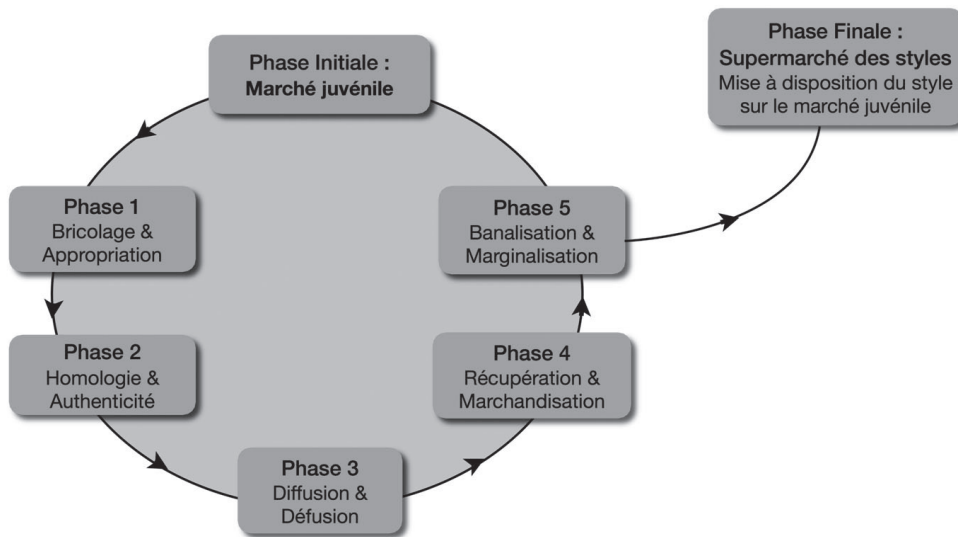 Phase Initiale :
Marché juvénile
Phase Finale :
Supermarché des styles
Mise à disposition du style
sur le marché juvénile
Phase 1
Bricolage &
Appropriation
Phase 2
Homologie &
Authenticité
Phase 3
Diffusion &
Défusion
Phase 4
Récupération &
Marchandisation
Phase 5
Banalisation &
Marginalisation